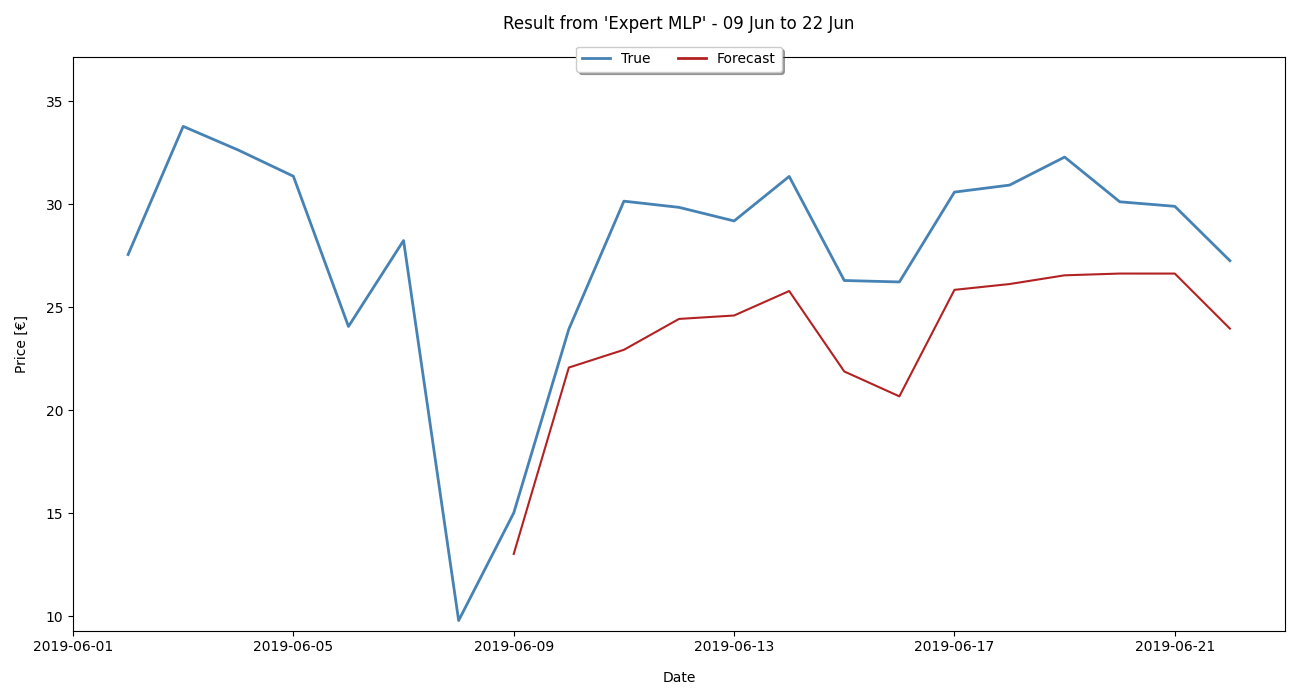 Result from 'Expert MLP' - 09 Jun to 22 Jun
True Forecast
Price [€]
35
30
25
20
15
10
2019-06-01 2019-06-05 2019-06-09 2019-06-13 2019-06-17 2019-06-21
Date